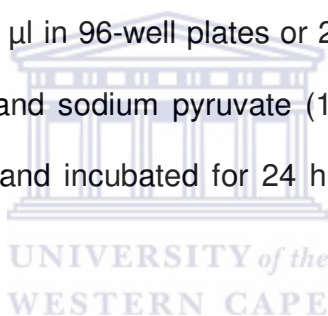 µl in 96-well plates or 2
and sodium pyruvate (1
and incubated for 24 h
UNIVERSITY of the
WESTERN CAPE